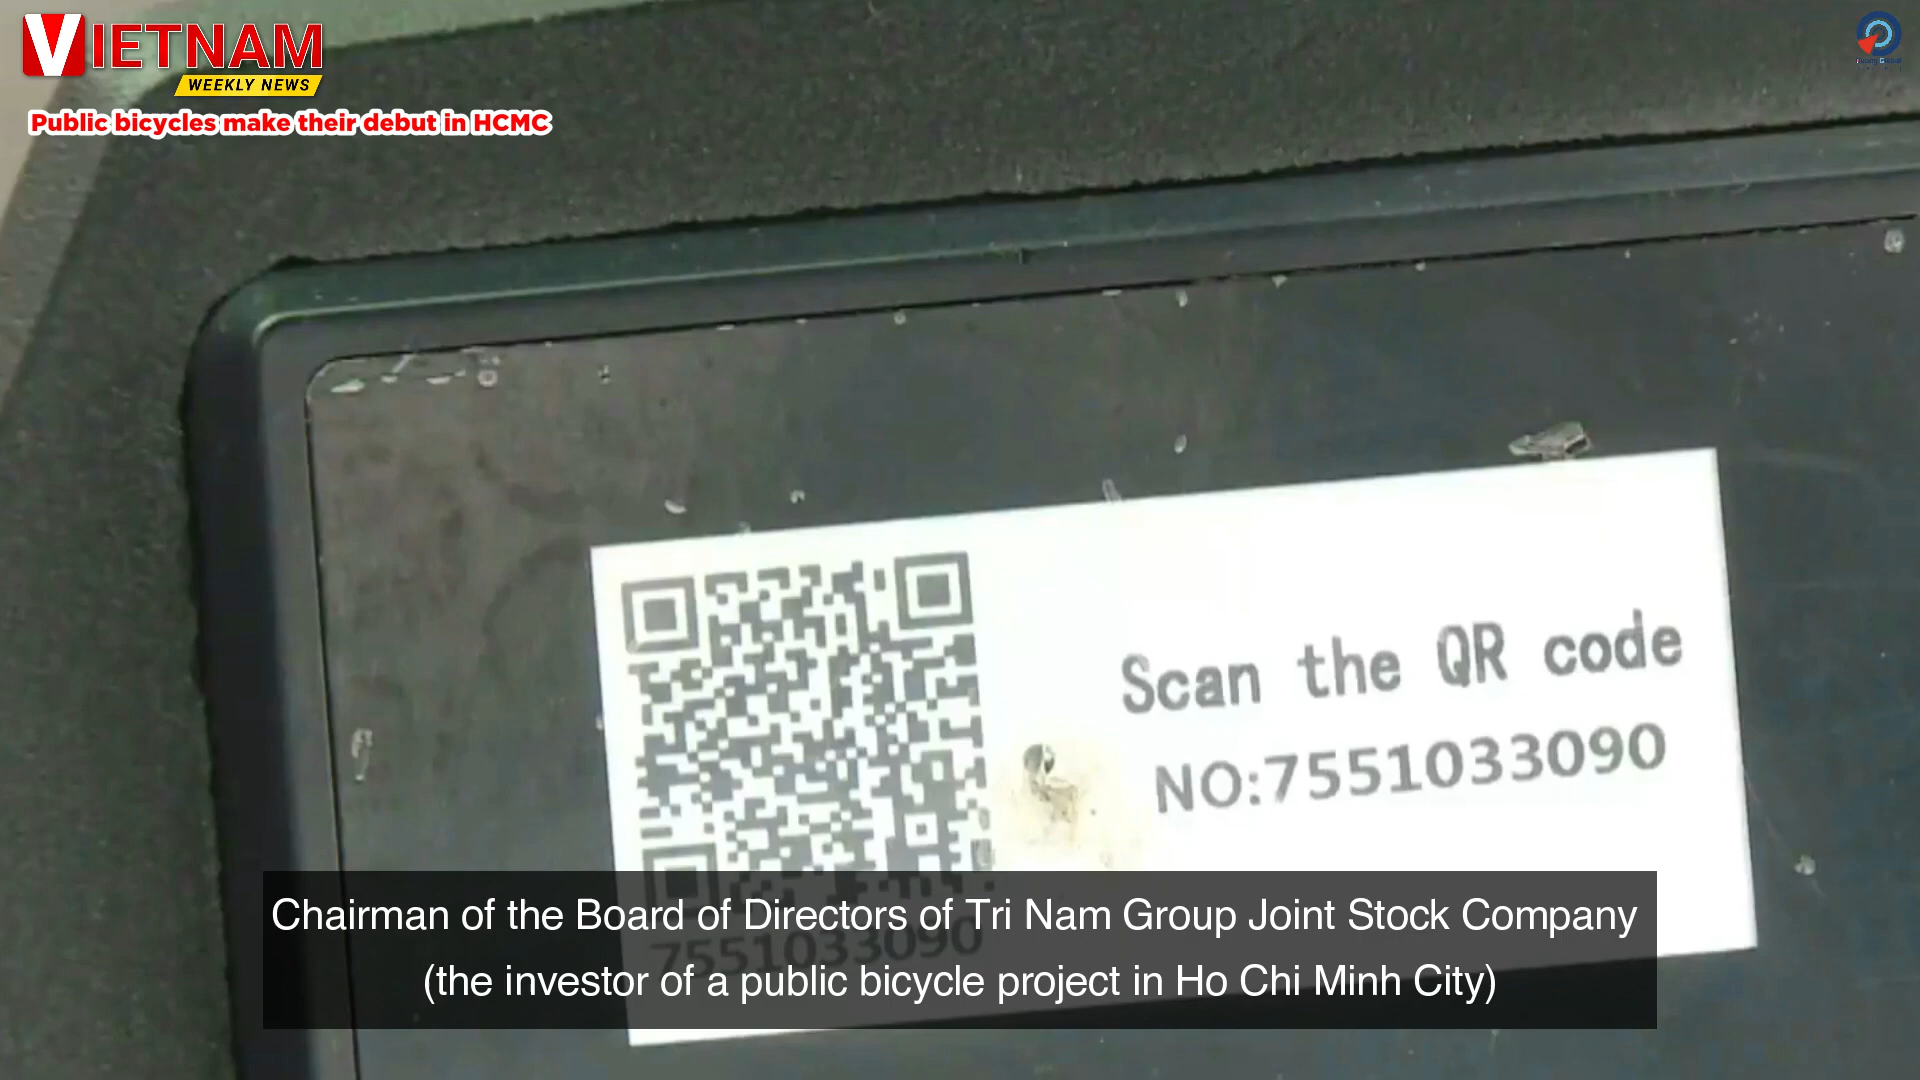 VIETNAM
WEEKLY NEWS
Public bicycles make their debut in HCMC
Scan the QR code
NO:7551033090
7551033090
Chairman of the Board of Directors of Tri Nam Group Joint Stock Company
(the investor of a public bicycle project in Ho Chi Minh City)